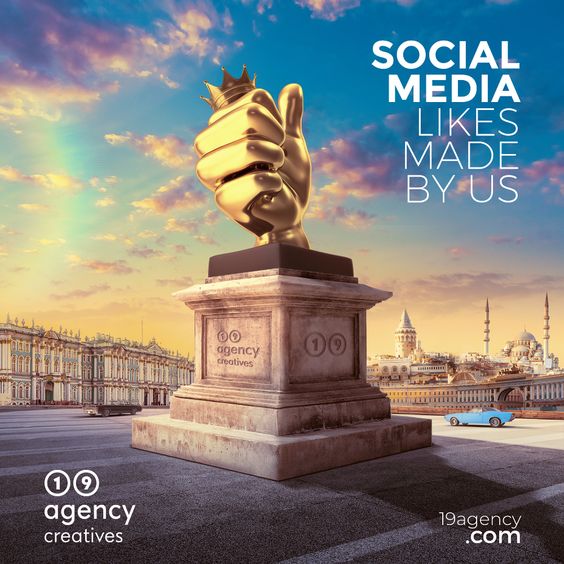 SOCIAL
MEDIA
LIKES
MADE
BY US
19
agency
creatives
19
19
agency
creatives
19agency
.com